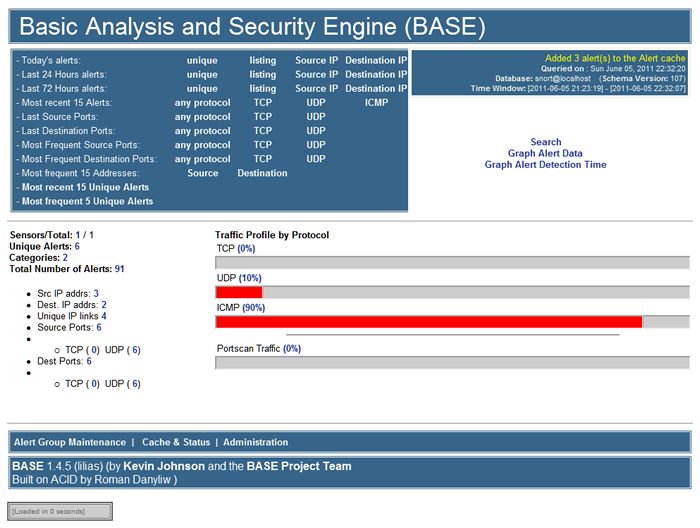 Basic Analysis and Security Engine (BASE)
- Today's alerts: unique listing Source IP Destination IP
- Last 24 Hours alerts: unique listing Source IP Destination IP
- Last 72 Hours alerts: unique listing Source IP Destination IP
- Most recent 15 Alerts: any protocol TCP UDP ICMP
- Last Source Ports: any protocol TCP UDP
- Last Destination Ports: any protocol TCP UDP
- Most Frequent Source Ports: any protocol TCP UDP
- Most Frequent Destination Ports: any protocol TCP UDP
- Most frequent 15 Addresses: Source Destination
- Most recent 15 Unique Alerts
- Most frequent 5 Unique Alerts
Added 3 alert(s) to the Alert cache
Queried on : Sun June 05, 2011 22:32:20
Database: snort@localhost (Schema Version: 107)
Time Window: [2011-06-05 21:23:19] - [2011-06-05 22:32:07]
Search
Graph Alert Data
Graph Alert Detection Time
Sensors/Total: 1 / 1
Unique Alerts: 6
Categories: 2
Total Number of Alerts: 91
Src IP addrs: 3
Dest. IP addrs: 2
Unique IP links 4
Source Ports: 6
TCP ( 0) UDP ( 6)
Dest Ports: 6
TCP ( 0) UDP ( 6)
Traffic Profile by Protocol
TCP (0%)
UDP (10%)
ICMP (90%)
Portscan Traffic (0%)
Alert Group Maintenance | Cache & Status | Administration
BASE 1.4.5 (lilias) (by Kevin Johnson and the BASE Project Team
Built on ACID by Roman Danyliw )
[Loaded in 0 seconds]